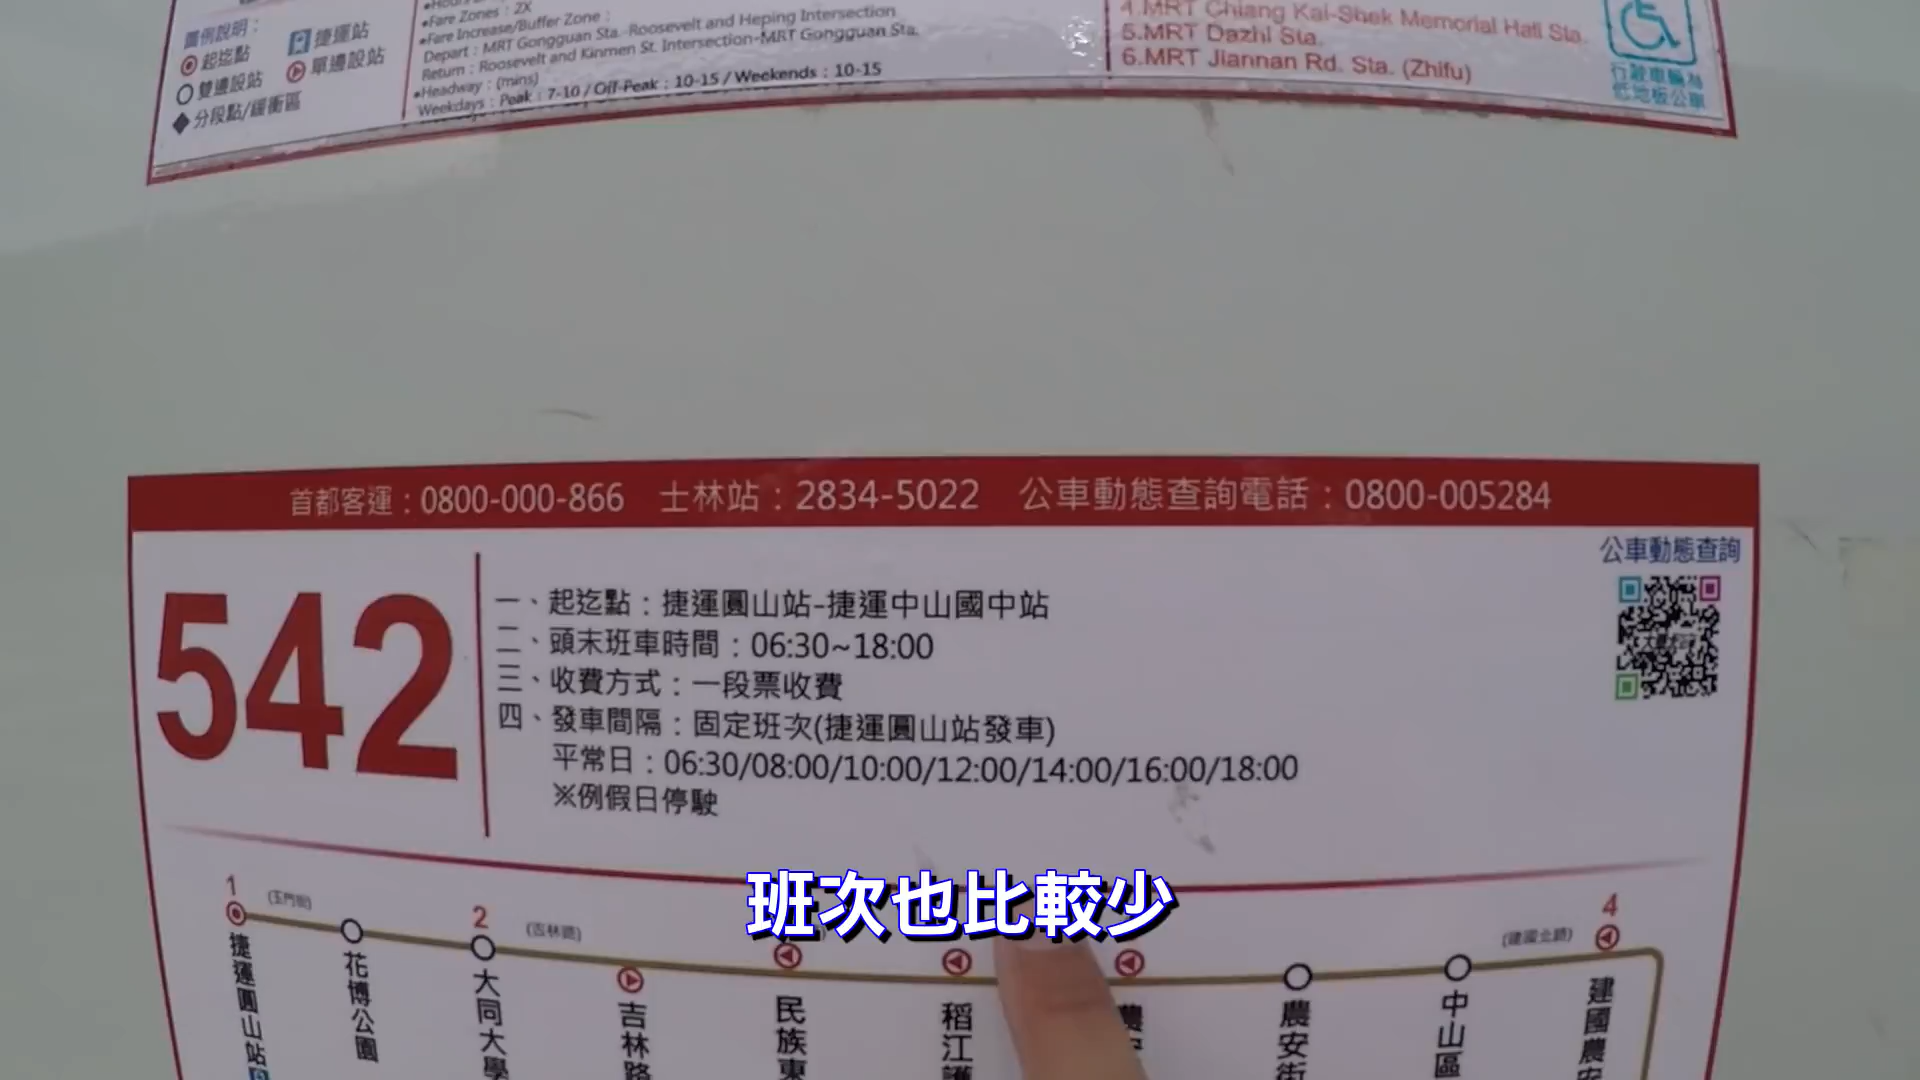 圖例說明：
起迄點
捷運站
雙邊設站
單邊設站
分段點/緩衝區
•Fare Zones：2X
•Fare Increase/Buffer Zone：
Depart：MRT Gongguan Sta.-Roosevelt and Heping Intersection
Return：Roosevelt and Kinmen St. Intersection-MRT Gongguan Sta.
•Headway：(mins)
Weekdays：Peak：7-10 / Off-Peak：10-15 / Weekends：10-15
4.MRT Chiang Kai-Shek Memorial Hall Sta.
5.MRT Dazhi Sta.
6.MRT Jiannan Rd. Sta. (Zhifu)
行駛車輛為
低地板公車
首都客運：0800-000-866 士林站：2834-5022 公車動態查詢電話：0800-005284
公車動態查詢
542
一、起迄點：捷運圓山站-捷運中山國中站
二、頭末班車時間：06:30~18:00
三、收費方式：一段票收費
四、發車間隔：固定班次(捷運圓山站發車)
平常日：06:30/08:00/10:00/12:00/14:00/16:00/18:00
※例假日停駛
班次也比較少
1
(玉門街)
2
(吉林路)
(建國北路)
4
捷運圓山站
花博公園
大同大學
吉林路
民族東
稻江護
農安街
中山區
建國農安